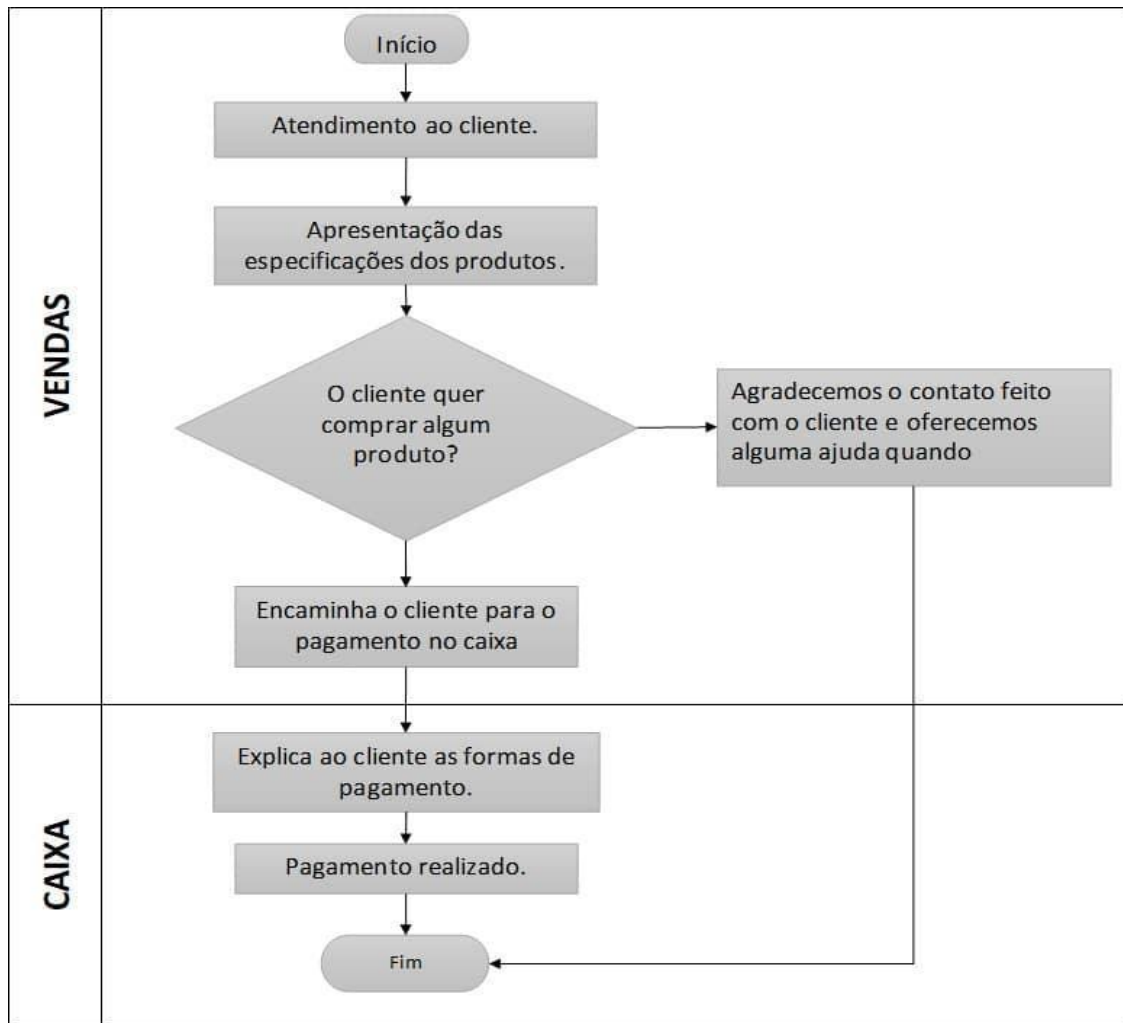 Início
Atendimento ao cliente.
Apresentação das
especificações dos produtos.
VENDAS
O cliente quer
comprar algum
produto?
Agradecemos o contato feito
com o cliente e oferecemos
alguma ajuda quando
Encaminha o cliente para o
pagamento no caixa
CAIXA
Explica ao cliente as formas de
pagamento.
Pagamento realizado.
Fim